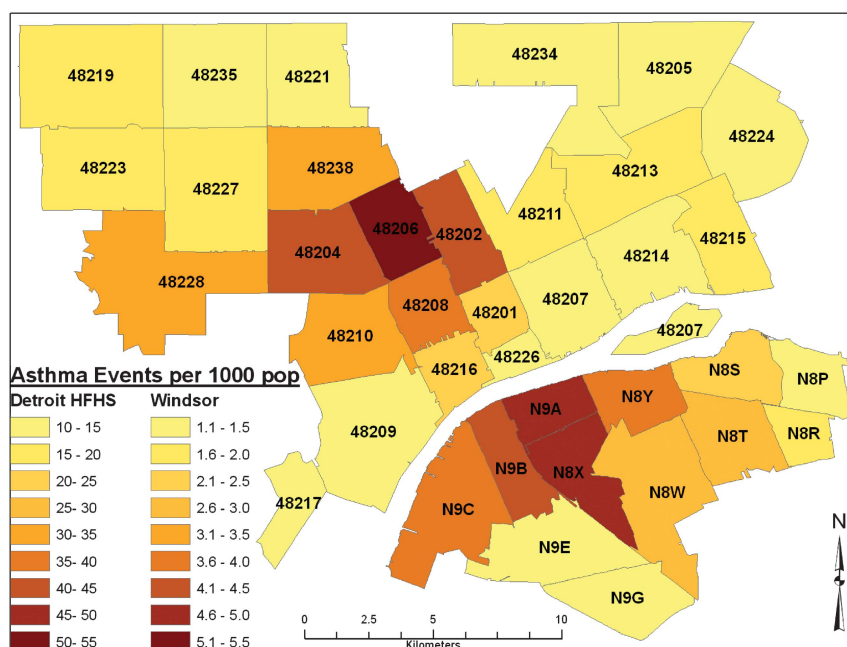 48219
48235
48221
48234
48205
48224
48223
48227
48238
48213
48211
48206
48202
48215
48204
48214
48228
48207
48208
48201
48210
48207
48226
48216
48209
48217
N8S
N8P
N9A
N8Y
N8T
N8R
N9B
N8X
N8W
N9C
N9E
N9G
Asthma Events per 1000 pop
Detroit HFHS Windsor
10 - 15 1.1 - 1.5
15 - 20 1.6 - 2.0
20 - 25 2.1 - 2.5
25 - 30 2.6 - 3.0
30 - 35 3.1 - 3.5
35 - 40 3.6 - 4.0
40 - 45 4.1 - 4.5
45- 50 4.6 - 5.0
50- 55 5.1 - 5.5
0 2.5 5 10
Kilometers
N